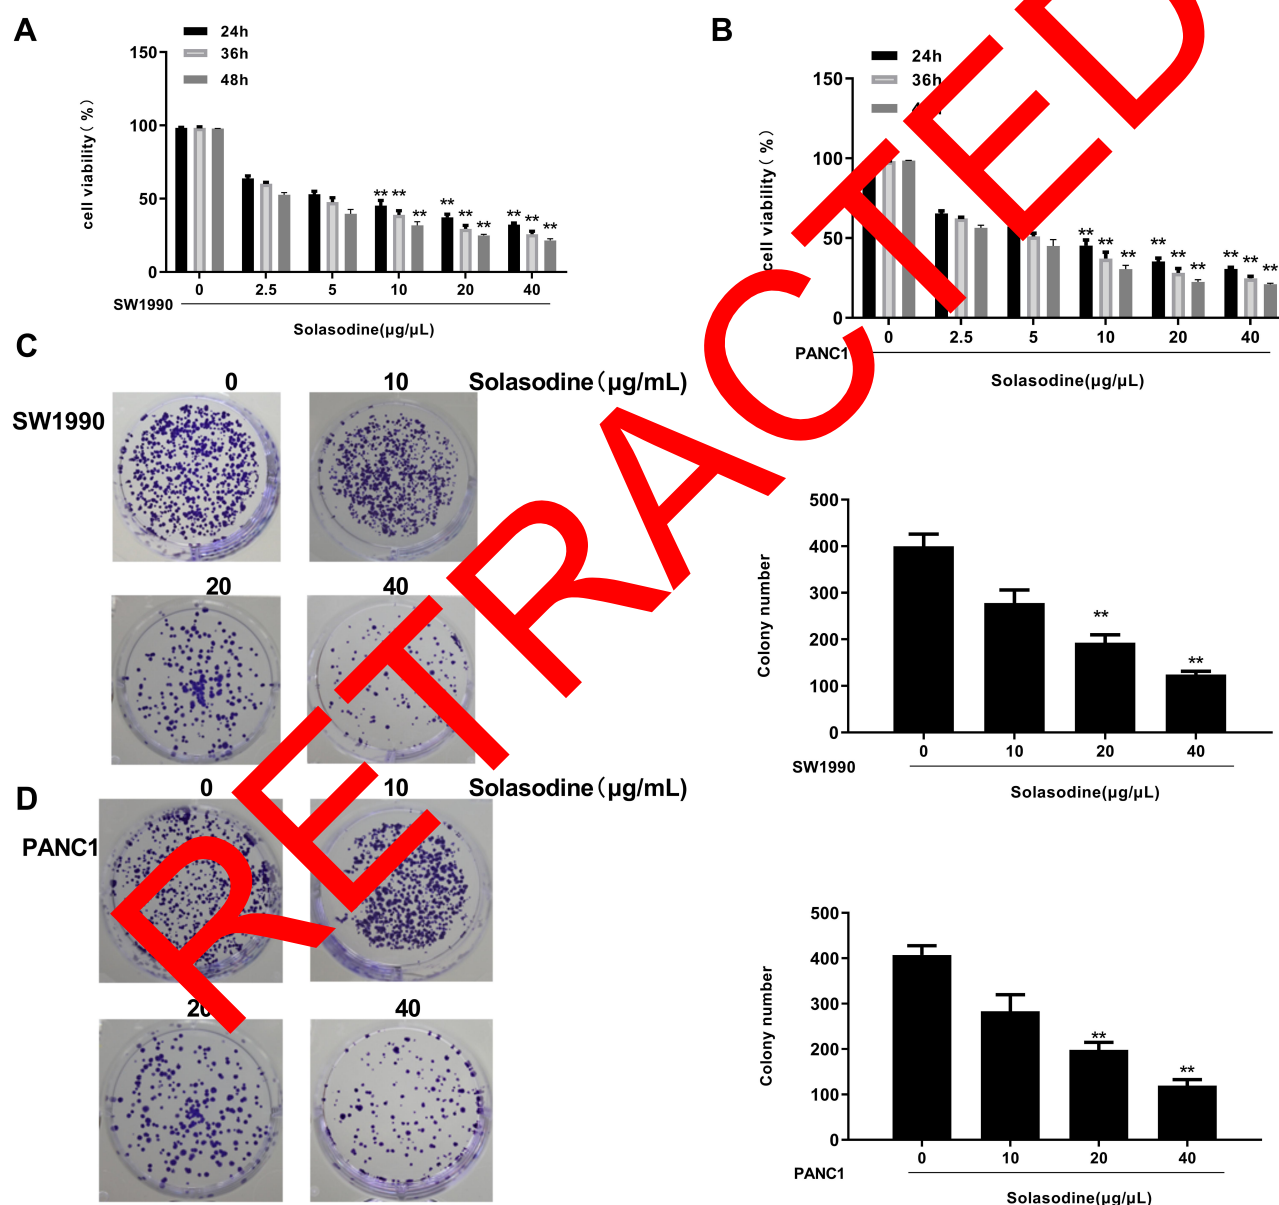 A
24h
36h
48h
150
100
50
0
cell viability（ %）
** ** ** ** ** ** ** ** **
0 2.5 5 10 20 40
SW1990
Solasodine(μg/μL)
B
24h
36h
150
100
50
0
cell viability（ %）
** ** ** ** ** ** ** ** **
0 2.5 5 10 20 40
PANC1
Solasodine(μg/μL)
C
0 10 Solasodine（μg/mL）
SW1990
20 40
500
400
300
200
100
0
Colony number
** **
0 10 20 40
SW1990
Solasodine(μg/μL)
D
0 10 Solasodine（μg/mL）
PANC1
20 40
500
400
300
200
100
0
Colony number
** **
0 10 20 40
PANC1
Solasodine(μg/μL)
RETRACTED